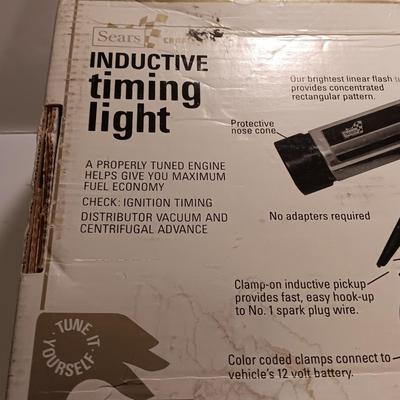 Sears
INDUCTIVE
timing
light
Our brightest linear flash
provides concentrated
rectangular pattern.
Protective
nose cone
A PROPERLY TUNED ENGINE
HELPS GIVE YOU MAXIMUM
FUEL ECONOMY
CHECK: IGNITION TIMING
DISTRIBUTOR VACUUM AND
CENTRIFUGAL ADVANCE
No adapters required
Clamp-on inductive pickup
provides fast, easy hook-up
to No. 1 spark plug wire.
TUNE IT
YOURSELF
Color coded clamps connect to
vehicle's 12 volt battery.